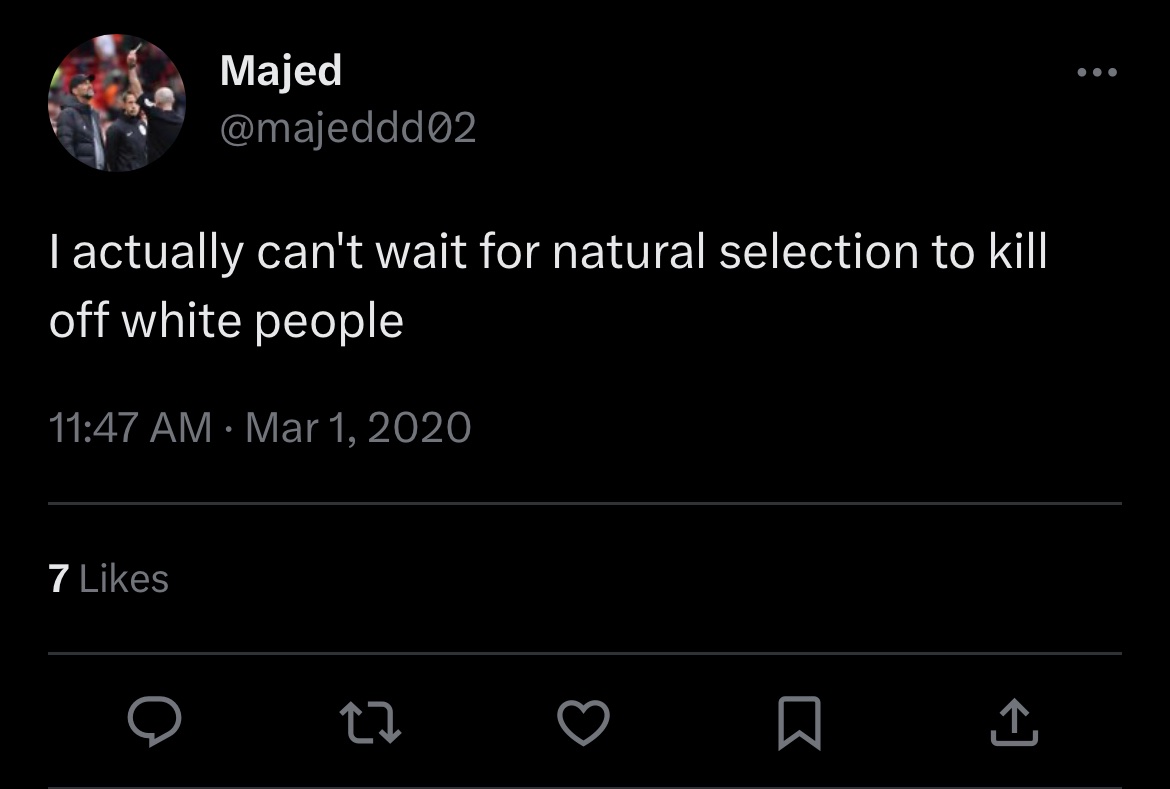 Majed
@majeddd02
I actually can't wait for natural selection to kill
off white people
11:47 AM · Mar 1, 2020
7 Likes